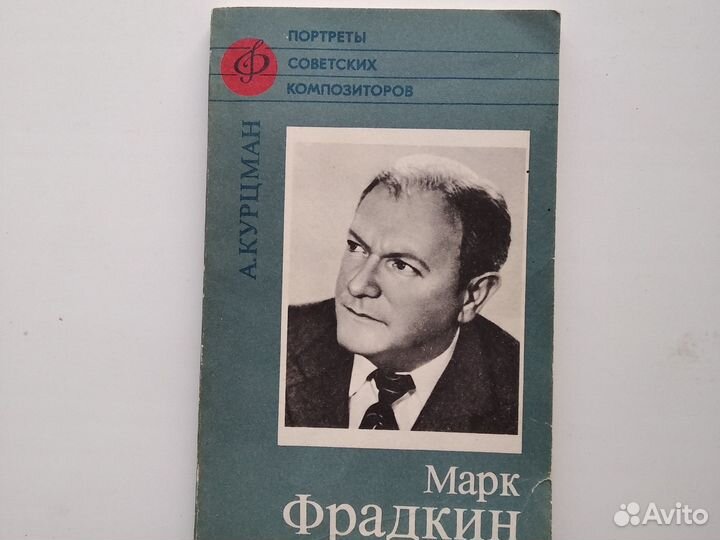 ПОРТРЕТЫ
СОВЕТСКИХ
КОМПОЗИТОРОВ
А.КУРЦМАН
Марк
Фрадкин
Avito